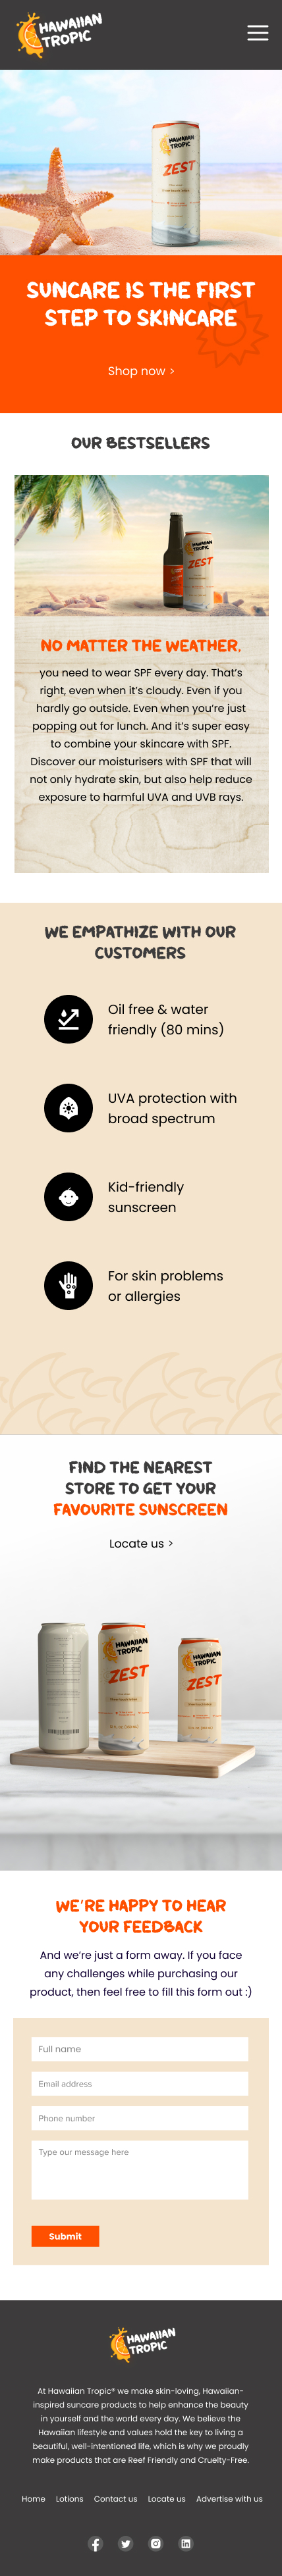 HAWAIIAN
TROPIC
HAWAIIAN
TROPIC
ZEST
SUNCARE IS THE FIRST
STEP TO SKINCARE
Shop now >
OUR BESTSELLERS
HAWAIIAN
TROPIC
ZEST
NO MATTER THE WEATHER,
you need to wear SPF every day. That's
right, even when it's cloudy. Even if you
hardly go outside. Even when you're just
popping out for lunch. And it's super easy
to combine your skincare with SPF.
Discover our moisturisers with SPF that will
not only hydrate skin, but also help reduce
exposure to harmful UVA and UVB rays.
WE EMPATHIZE WITH OUR
CUSTOMERS
Oil free & water
friendly (80 mins)
UVA protection with
broad spectrum
Kid-friendly
sunscreen
For skin problems
or allergies
FIND THE NEAREST
STORE TO GET YOUR
FAVOURITE SUNSCREEN
Locate us >
HAWAIIAN
TROPIC
ZEST
HAWAIIAN
TROPIC
ZEST
WE'RE HAPPY TO HEAR
YOUR FEEDBACK
And we're just a form away. If you face
any challenges while purchasing our
product, then feel free to fill this form out :)
Full name
Email address
Phone number
Type our message here
Submit
HAWAIIAN
TROPIC
At Hawaiian Tropic® we make skin-loving, Hawaiian-
inspired suncare products to help enhance the beauty
in yourself and the world every day. We believe the
Hawaiian lifestyle and values hold the key to living a
beautiful, well-intentioned life, which is why we proudly
make products that are Reef Friendly and Cruelty-Free.
Home Lotions Contact us Locate us Advertise with us